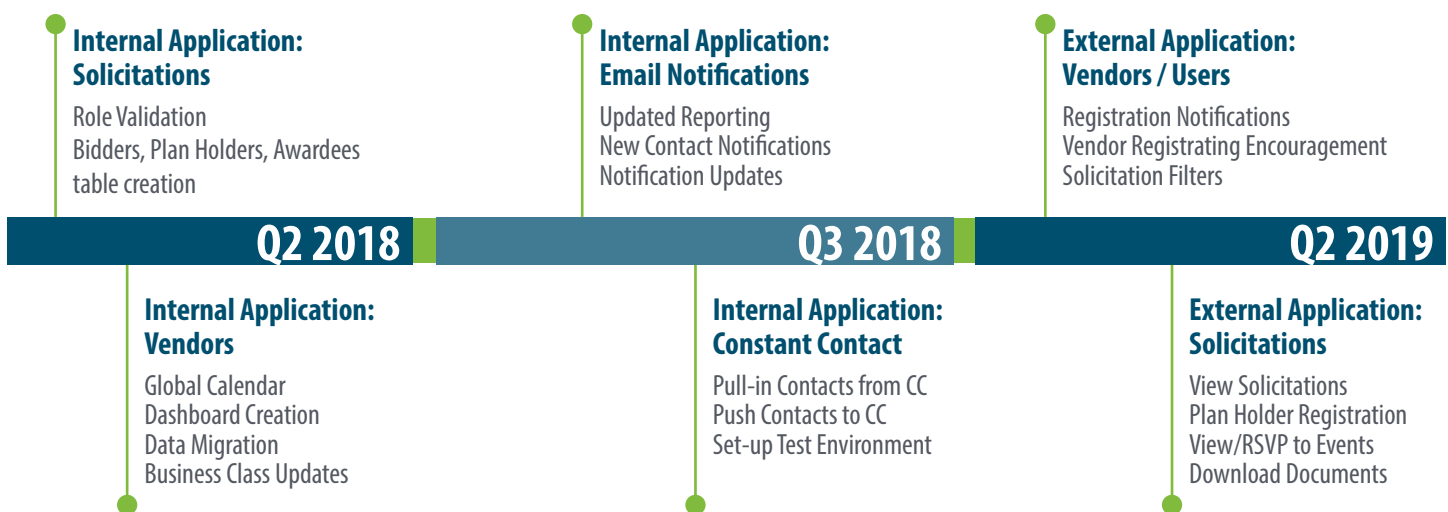 Internal Application:
Solicitations
Role Validation
Bidders, Plan Holders, Awardees
table creation
Internal Application:
Email Notifications
Updated Reporting
New Contact Notifications
Notification Updates
External Application:
Vendors / Users
Registration Notifications
Vendor Registrating Encouragement
Solicitation Filters
Q2 2018
Q3 2018
Q2 2019
Internal Application:
Vendors
Global Calendar
Dashboard Creation
Data Migration
Business Class Updates
Internal Application:
Constant Contact
Pull-in Contacts from CC
Push Contacts to CC
Set-up Test Environment
External Application:
Solicitations
View Solicitations
Plan Holder Registration
View/RSVP to Events
Download Documents